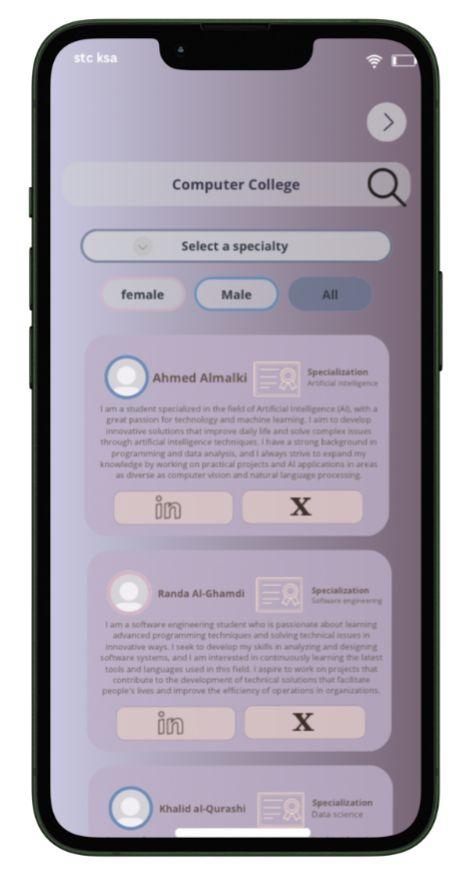 stc ksa
Computer College
Select a specialty
female
Male
All
Ahmed Almalki
Specialization
Artificial intelligence
I am a student specialized in the field of Artificial Intelligence (AI), with a
great passion for technology and machine learning. I aim to develop
innovative solutions that improve daily life and solve complex issues
through artificial intelligence techniques. I have a strong background in
programming and data analysis, and I always strive to expand my
knowledge by working on practical projects and AI applications in areas
as diverse as computer vision and natural language processing.
in
X
Randa Al-Ghamdi
Specialization
Software engineering
I am a software engineering student who is passionate about learning
advanced programming techniques and solving technical issues in
innovative ways. I seek to develop my skills in analyzing and designing
software systems, and I am interested in continuously learning the latest
tools and languages used in this field. I aspire to work on projects that
contribute to the development of technical solutions that facilitate
people's lives and improve the efficiency of operations in organizations.
in
X
Khalid al-Qurashi
Specialization
Data science